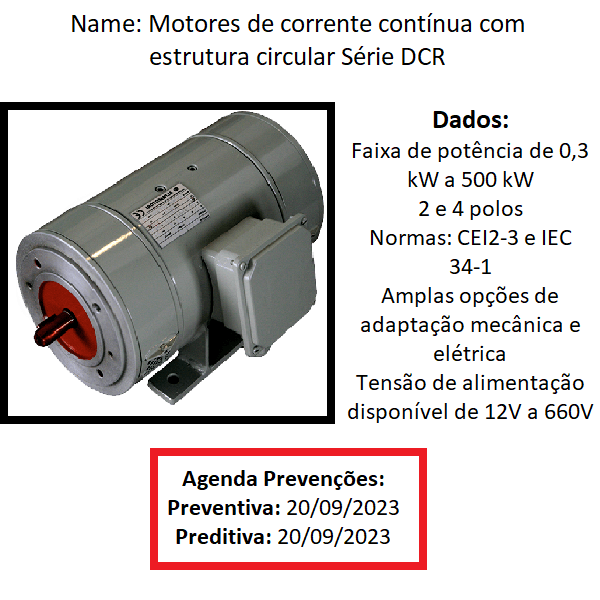 Name: Motores de corrente contínua com
estrutura circular Série DCR
Dados:
Faixa de potência de 0,3
kW a 500 kW
2 e 4 polos
Normas: CEI2-3 e IEC
34-1
Amplas opções de
adaptação mecânica e
elétrica
Tensão de alimentação
disponível de 12V a 660V
Agenda Prevenções:
Preventiva: 20/09/2023
Preditiva: 20/09/2023